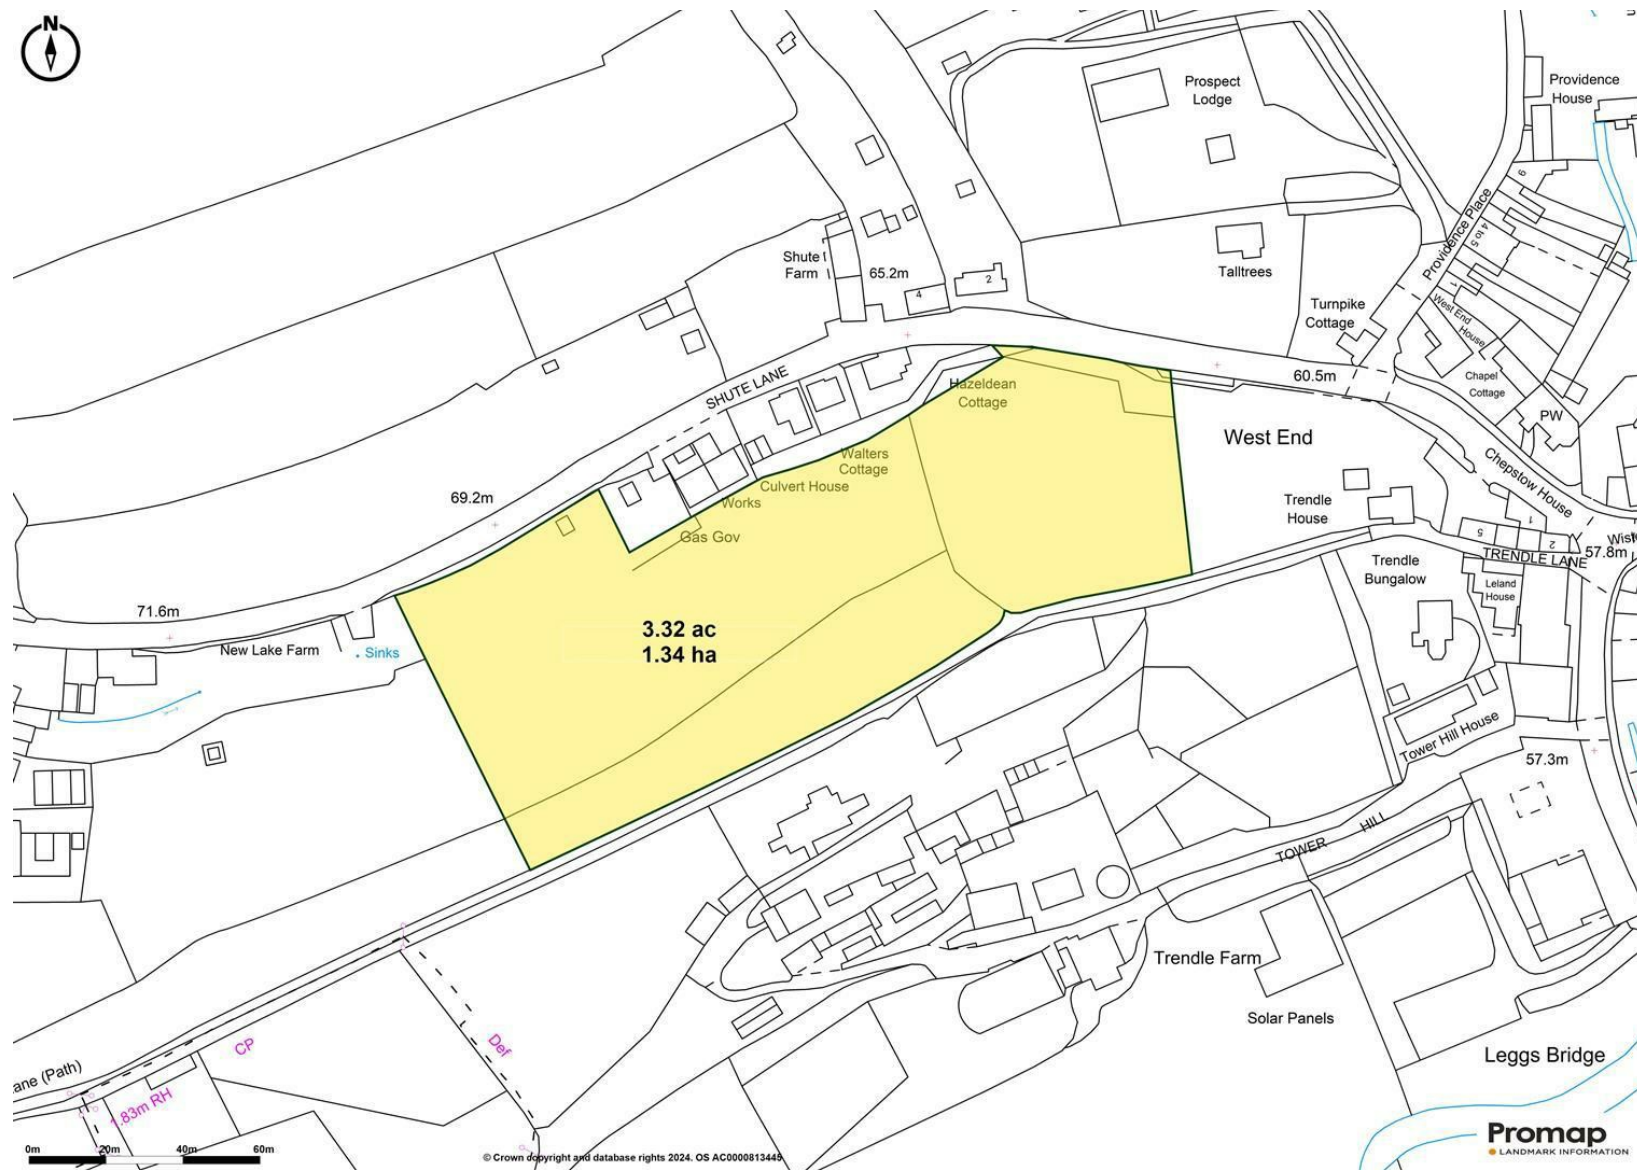 N
Prospect
Lodge
Providence
House
Providence Place
9
4 to 5
1
West End
House
Talltrees
Turnpike
Cottage
Shute
Farm
65.2m
4
2
60.5m
Chapel
Cottage
PW
SHUTE LANE
Hazeldean
Cottage
West End
Walters
Cottage
Culvert House
Works
Gas Gov
69.2m
Chepstow House
Trendle
House
5
1
2
57.8m
TRENDLE LANE
Trendle
Bungalow
Leland
House
71.6m
New Lake Farm
Sinks
3.32 ac
1.34 ha
Tower Hill House
57.3m
TOWER HILL
Trendle Farm
Solar Panels
Leggs Bridge
Def
CP
ane (Path)
1.83m RH
0m 20m 40m 60m
© Crown copyright and database rights 2024. OS AC0000813445
Promap
LANDMARK INFORMATION